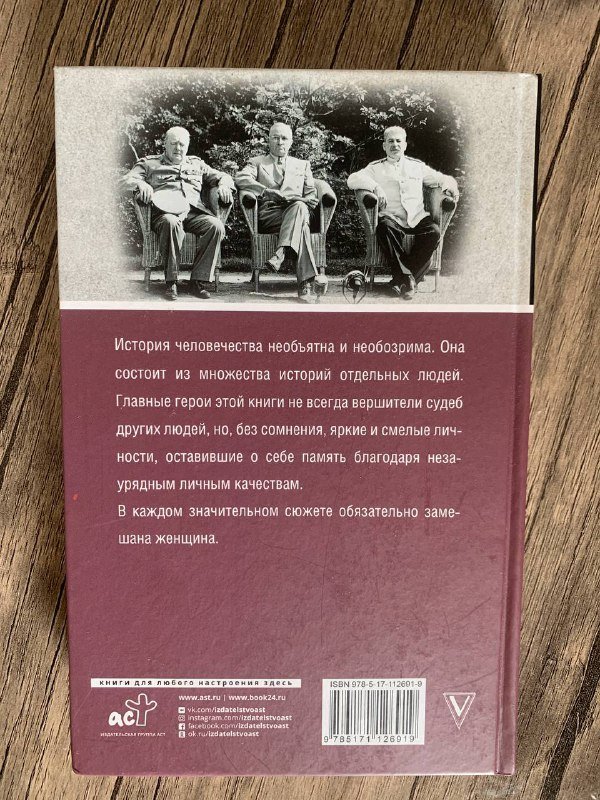 История человечества необъятна и необозрима. Она
состоит из множества историй отдельных людей.
Главные герои этой книги не всегда вершители судеб
других людей, но, без сомнения, яркие и смелые лич-
ности, оставившие о себе память благодаря неза-
урядным личным качествам.
В каждом значительном сюжете обязательно заме-
шана женщина.
КНИГИ ДЛЯ ЛЮБОГО НАСТРОЕНИЯ ЗДЕСЬ
www.ast.ru | www.book24.ru
vk.com/izdatelstvoast
instagram.com/izdatelstvoast
facebook.com/izdatelstvoast
ok.ru/izdatelstvoast
аст
ИЗДАТЕЛЬСКАЯ ГРУППА АСТ
ISBN 978-5-17-112691-9
9 785171 126919